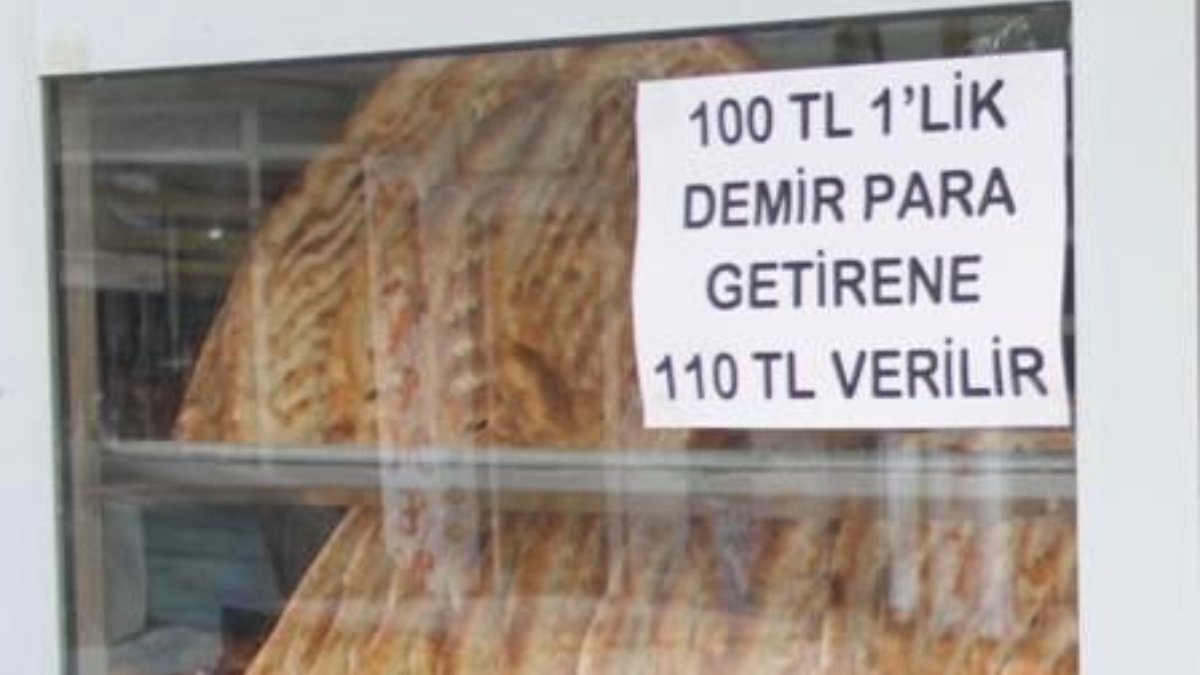 100 TL 1'LİK
DEMİR PARA
GETİRENE
110 TL VERİLİR